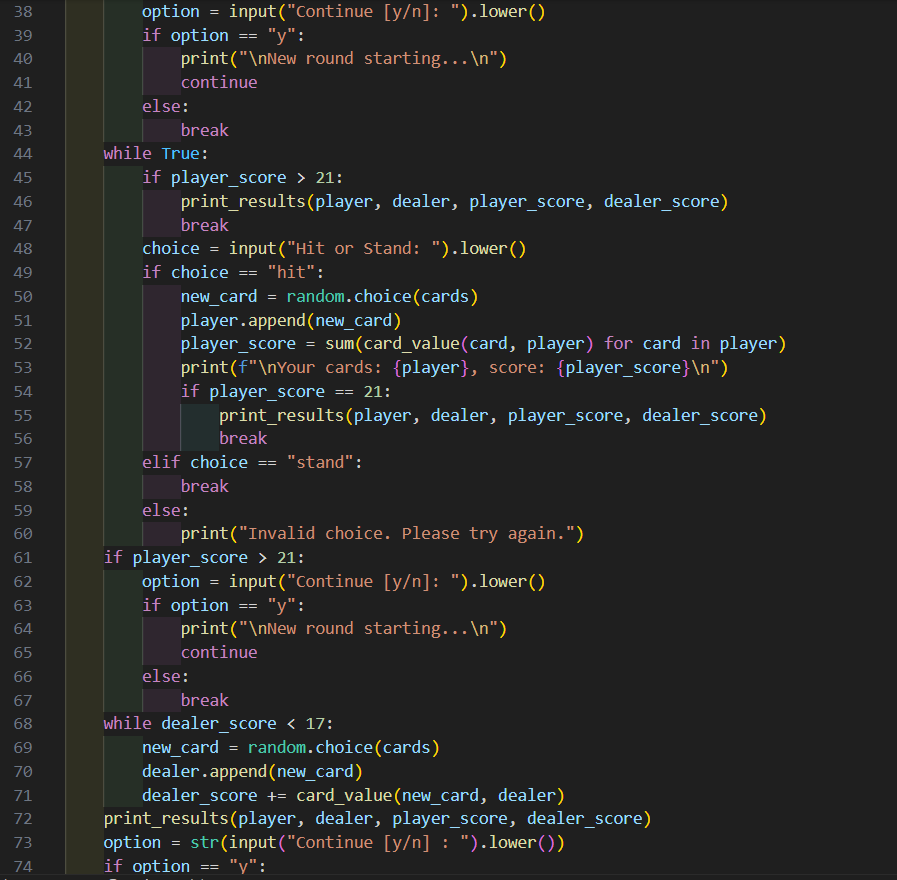 38 option = input("Continue [y/n]: ").lower()
39 if option == "y":
40 print("\nNew round starting...\n")
41 continue
42 else:
43 break
44 while True:
45 if player_score > 21:
46 print_results(player, dealer, player_score, dealer_score)
47 break
48 choice = input("Hit or Stand: ").lower()
49 if choice == "hit":
50 new_card = random.choice(cards)
51 player.append(new_card)
52 player_score = sum(card_value(card, player) for card in player)
53 print(f"\nYour cards: {player}, score: {player_score}\n")
54 if player_score == 21:
55 print_results(player, dealer, player_score, dealer_score)
56 break
57 elif choice == "stand":
58 break
59 else:
60 print("Invalid choice. Please try again.")
61 if player_score > 21:
62 option = input("Continue [y/n]: ").lower()
63 if option == "y":
64 print("\nNew round starting...\n")
65 continue
66 else:
67 break
68 while dealer_score < 17:
69 new_card = random.choice(cards)
70 dealer.append(new_card)
71 dealer_score += card_value(new_card, dealer)
72 print_results(player, dealer, player_score, dealer_score)
73 option = str(input("Continue [y/n] : ").lower())
74 if option == "y":